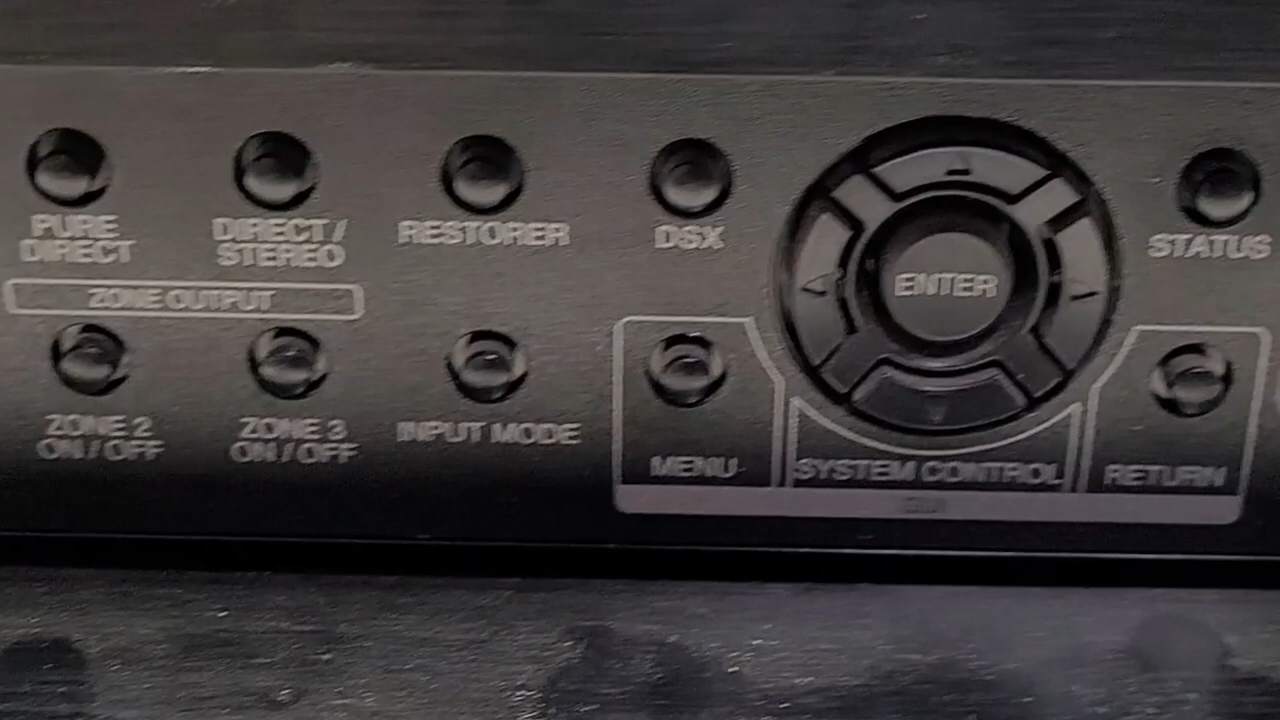 PURE
DIRECT
DIRECT /
STEREO
RESTORER
DSX
ENTER
STATUS
ZONE OUTPUT
ZONE 2
ON / OFF
ZONE 3
ON / OFF
INPUT MODE
MENU
SYSTEM CONTROL
RETURN